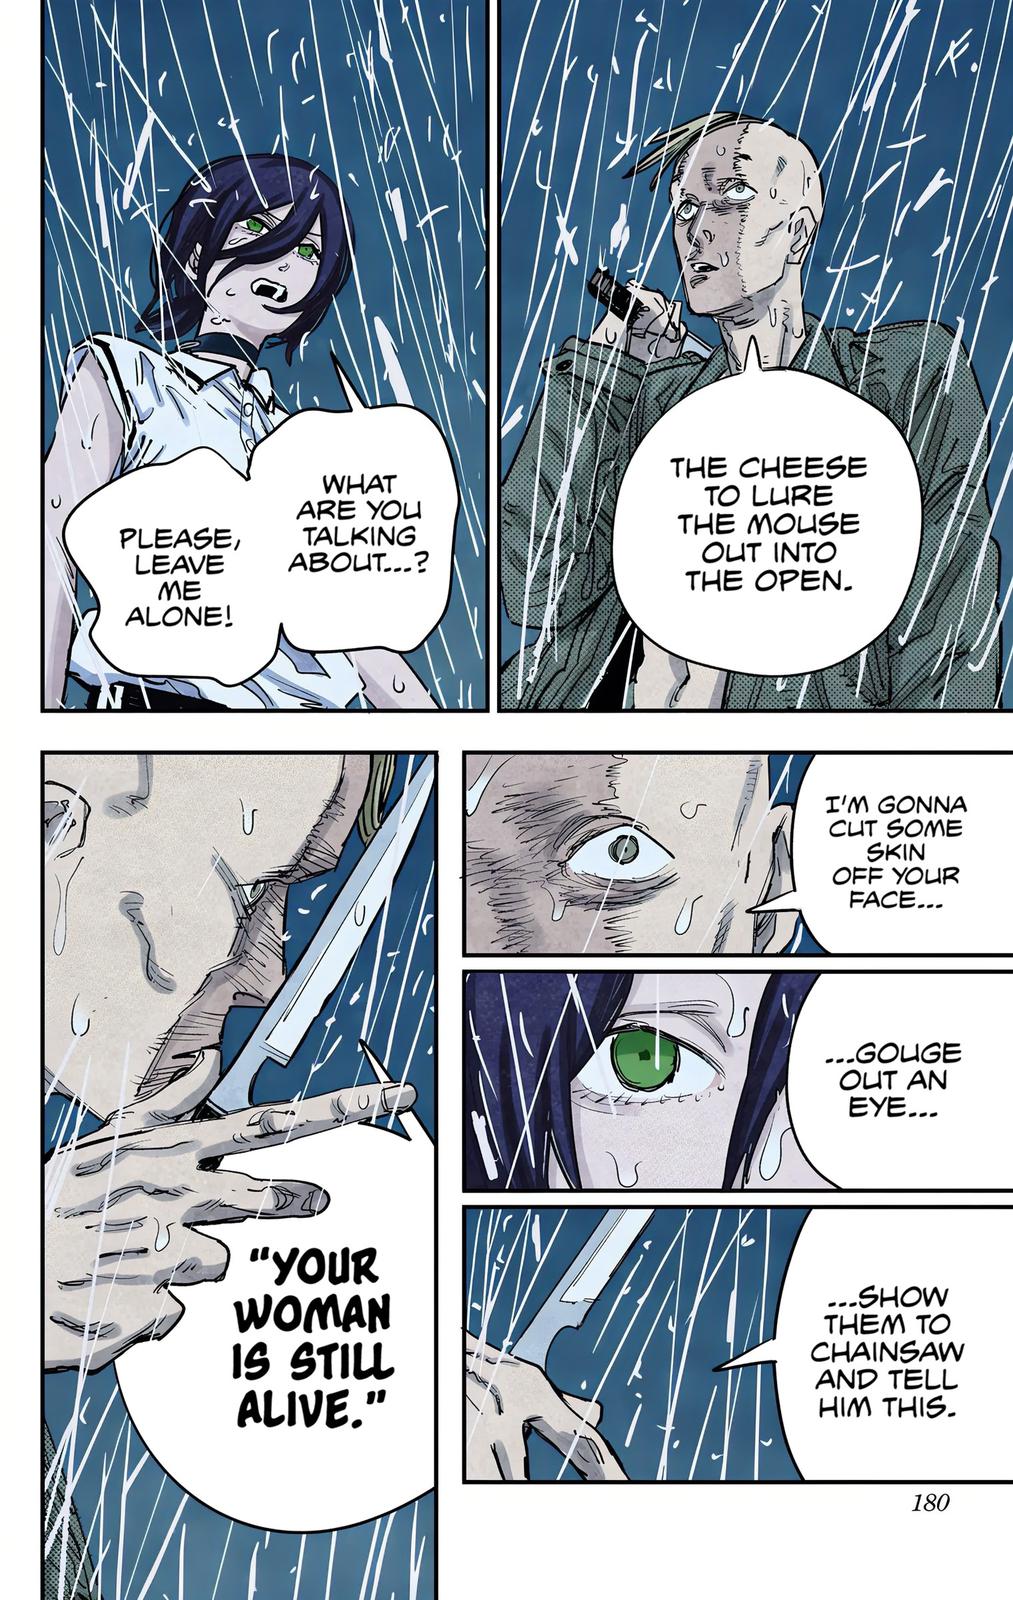 THE CHEESE
TO LURE
THE MOUSE
OUT INTO
THE OPEN.
WHAT
ARE YOU
TALKING
ABOUT...?
PLEASE,
LEAVE
ME
ALONE!
I'M GONNA
CUT SOME
SKIN
OFF YOUR
FACE...
...GOUGE
OUT AN
EYE...
...SHOW
THEM TO
CHAINSAW
AND TELL
HIM THIS.
"YOUR
WOMAN
IS STILL
ALIVE."
180